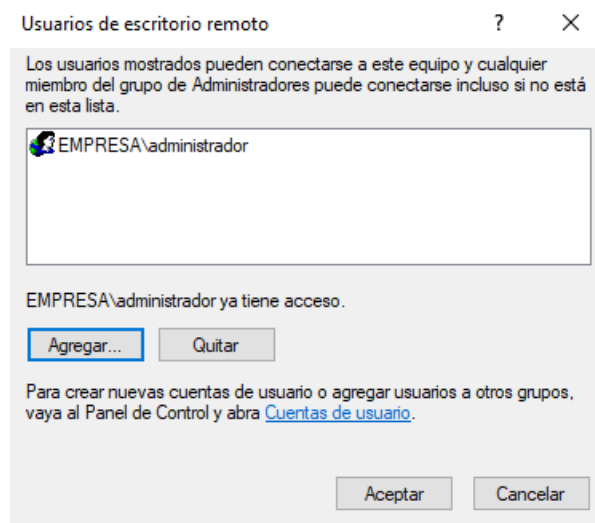 Usuarios de escritorio remoto ? ×
Los usuarios mostrados pueden conectarse a este equipo y cualquier
miembro del grupo de Administradores puede conectarse incluso si no está
en esta lista.
EMPRESA\administrador
EMPRESA\administrador ya tiene acceso.
Agregar... Quitar
Para crear nuevas cuentas de usuario o agregar usuarios a otros grupos,
vaya al Panel de Control y abra Cuentas de usuario.
Aceptar Cancelar